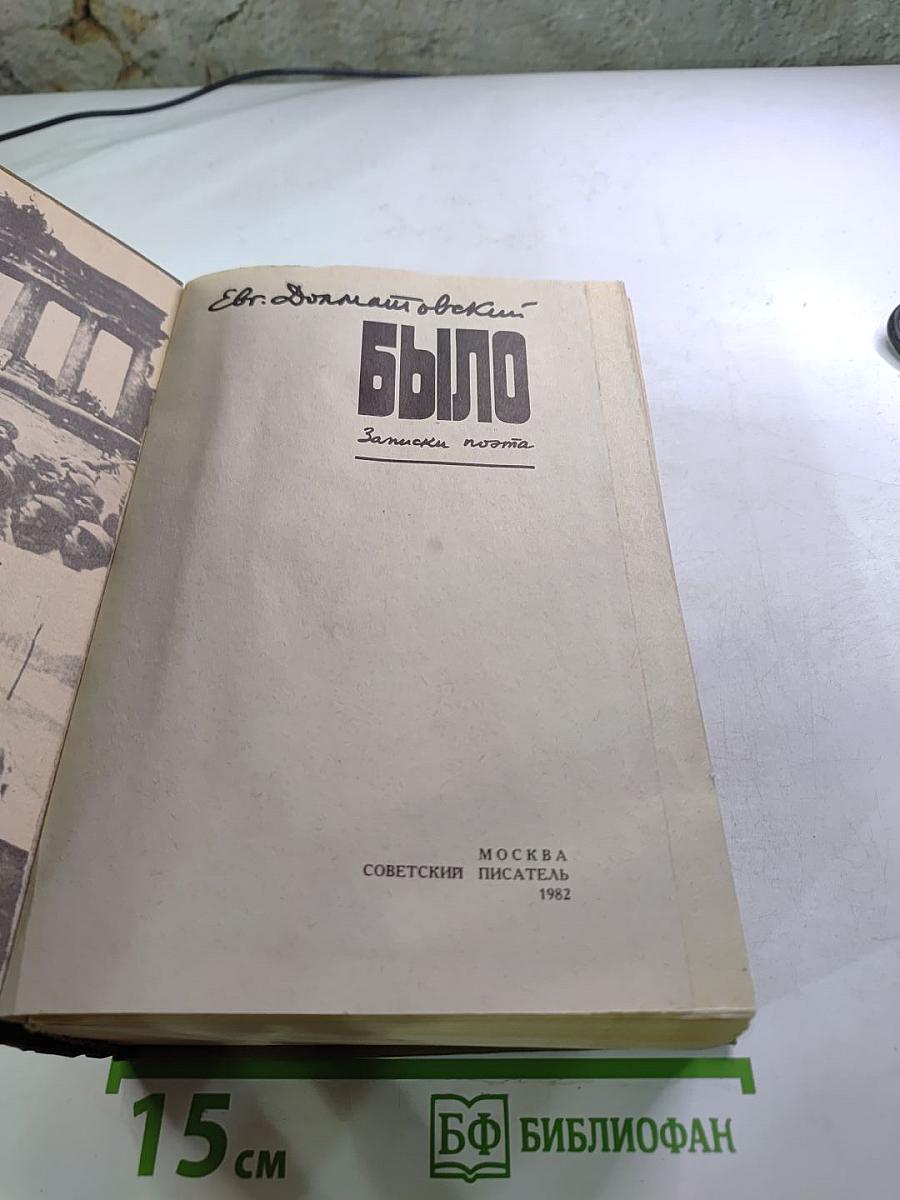 Евг. Долматовский
БЫЛО
Записки поэта
МОСКВА
СОВЕТСКИЙ ПИСАТЕЛЬ
1982
15 см
БФ БИБЛИОФАН